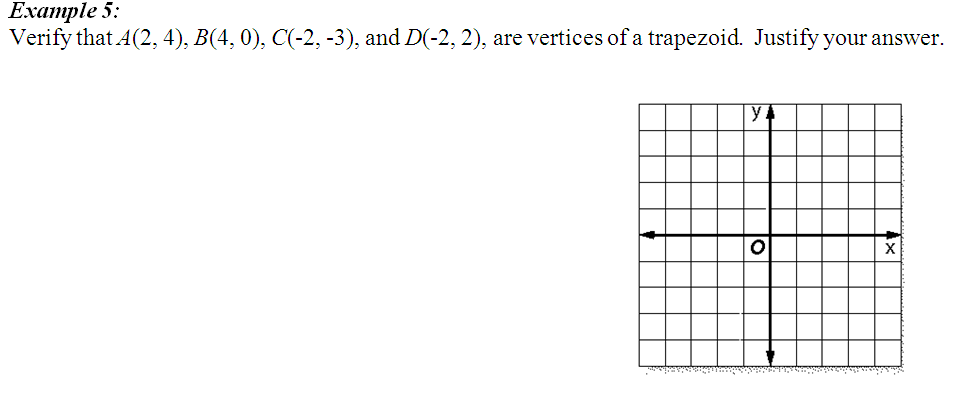 Example 5:
Verify that A(2, 4), B(4, 0), C(-2, -3), and D(-2, 2), are vertices of a trapezoid. Justify your answer.
y
O
x